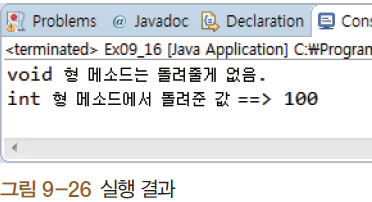 Problems @ Javadoc Declaration Cons
<terminated> Ex09_16 [Java Application] C:₩Program
void 형 메소드는 돌려줄게 없음.
int 형 메소드에서 돌려준 값 ==> 100
그림 9-26 실행 결과